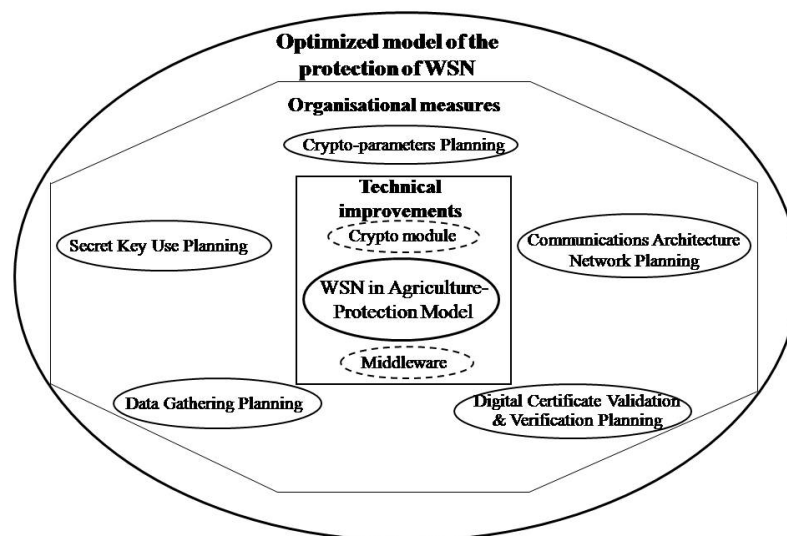 Optimized model of the
protection of WSN
Organisational measures
Crypto-parameters Planning
Technical
improvements
Crypto module
Secret Key Use Planning
Communications Architecture
Network Planning
WSN in Agriculture-
Protection Model
Middleware
Data Gathering Planning
Digital Certificate Validation
& Verification Planning